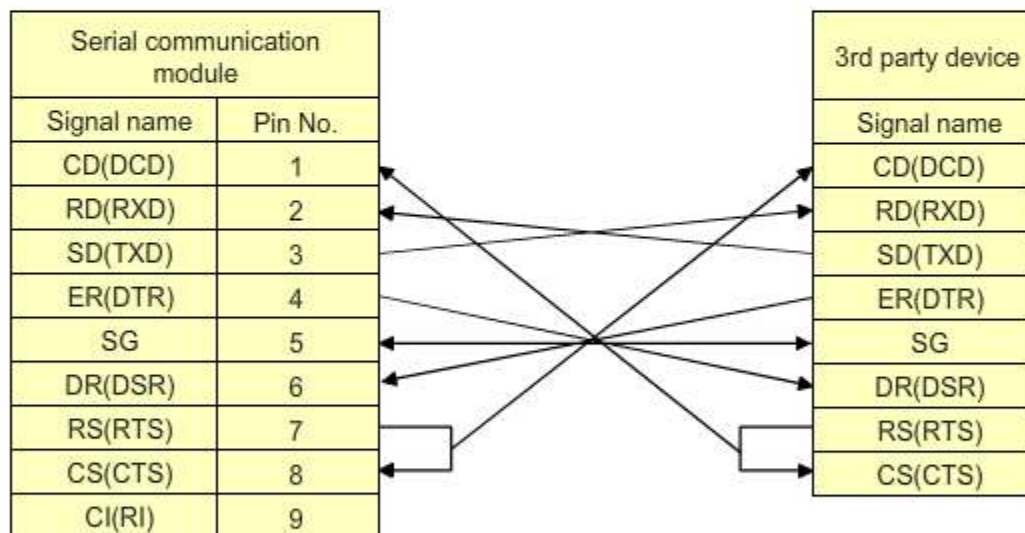 Serial communication
module
3rd party device
Signal name Pin No. Signal name
CD(DCD) 1 CD(DCD)
RD(RXD) 2 RD(RXD)
SD(TXD) 3 SD(TXD)
ER(DTR) 4 ER(DTR)
SG 5 SG
DR(DSR) 6 DR(DSR)
RS(RTS) 7 RS(RTS)
CS(CTS) 8 CS(CTS)
CI(RI) 9